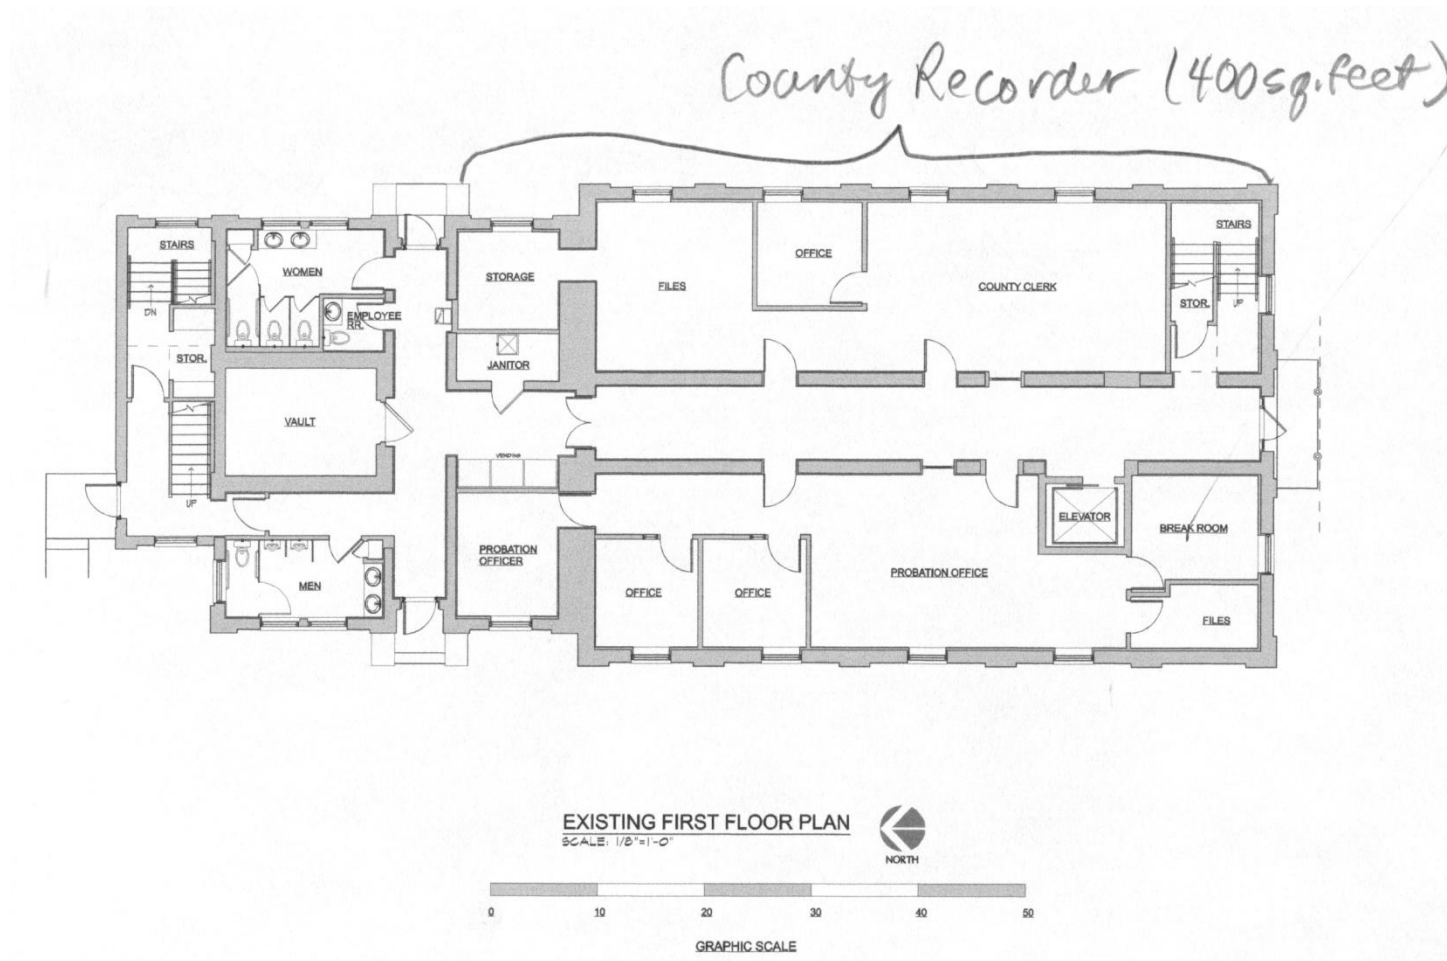 County Recorder (400 sq. feet)
STAIRS
STAIRS
WOMEN
STORAGE
OFFICE
FILES
COUNTY CLERK
STOR.
UP
DN
EMPLOYEE
RR.
STOR.
JANITOR
VAULT
VENDING
UP
ELEVATOR
BREAK ROOM
PROBATION
OFFICER
PROBATION OFFICE
MEN
OFFICE
OFFICE
FILES
EXISTING FIRST FLOOR PLAN
SCALE: 1/8"=1'-0"
NORTH
0 10 20 30 40 50
GRAPHIC SCALE